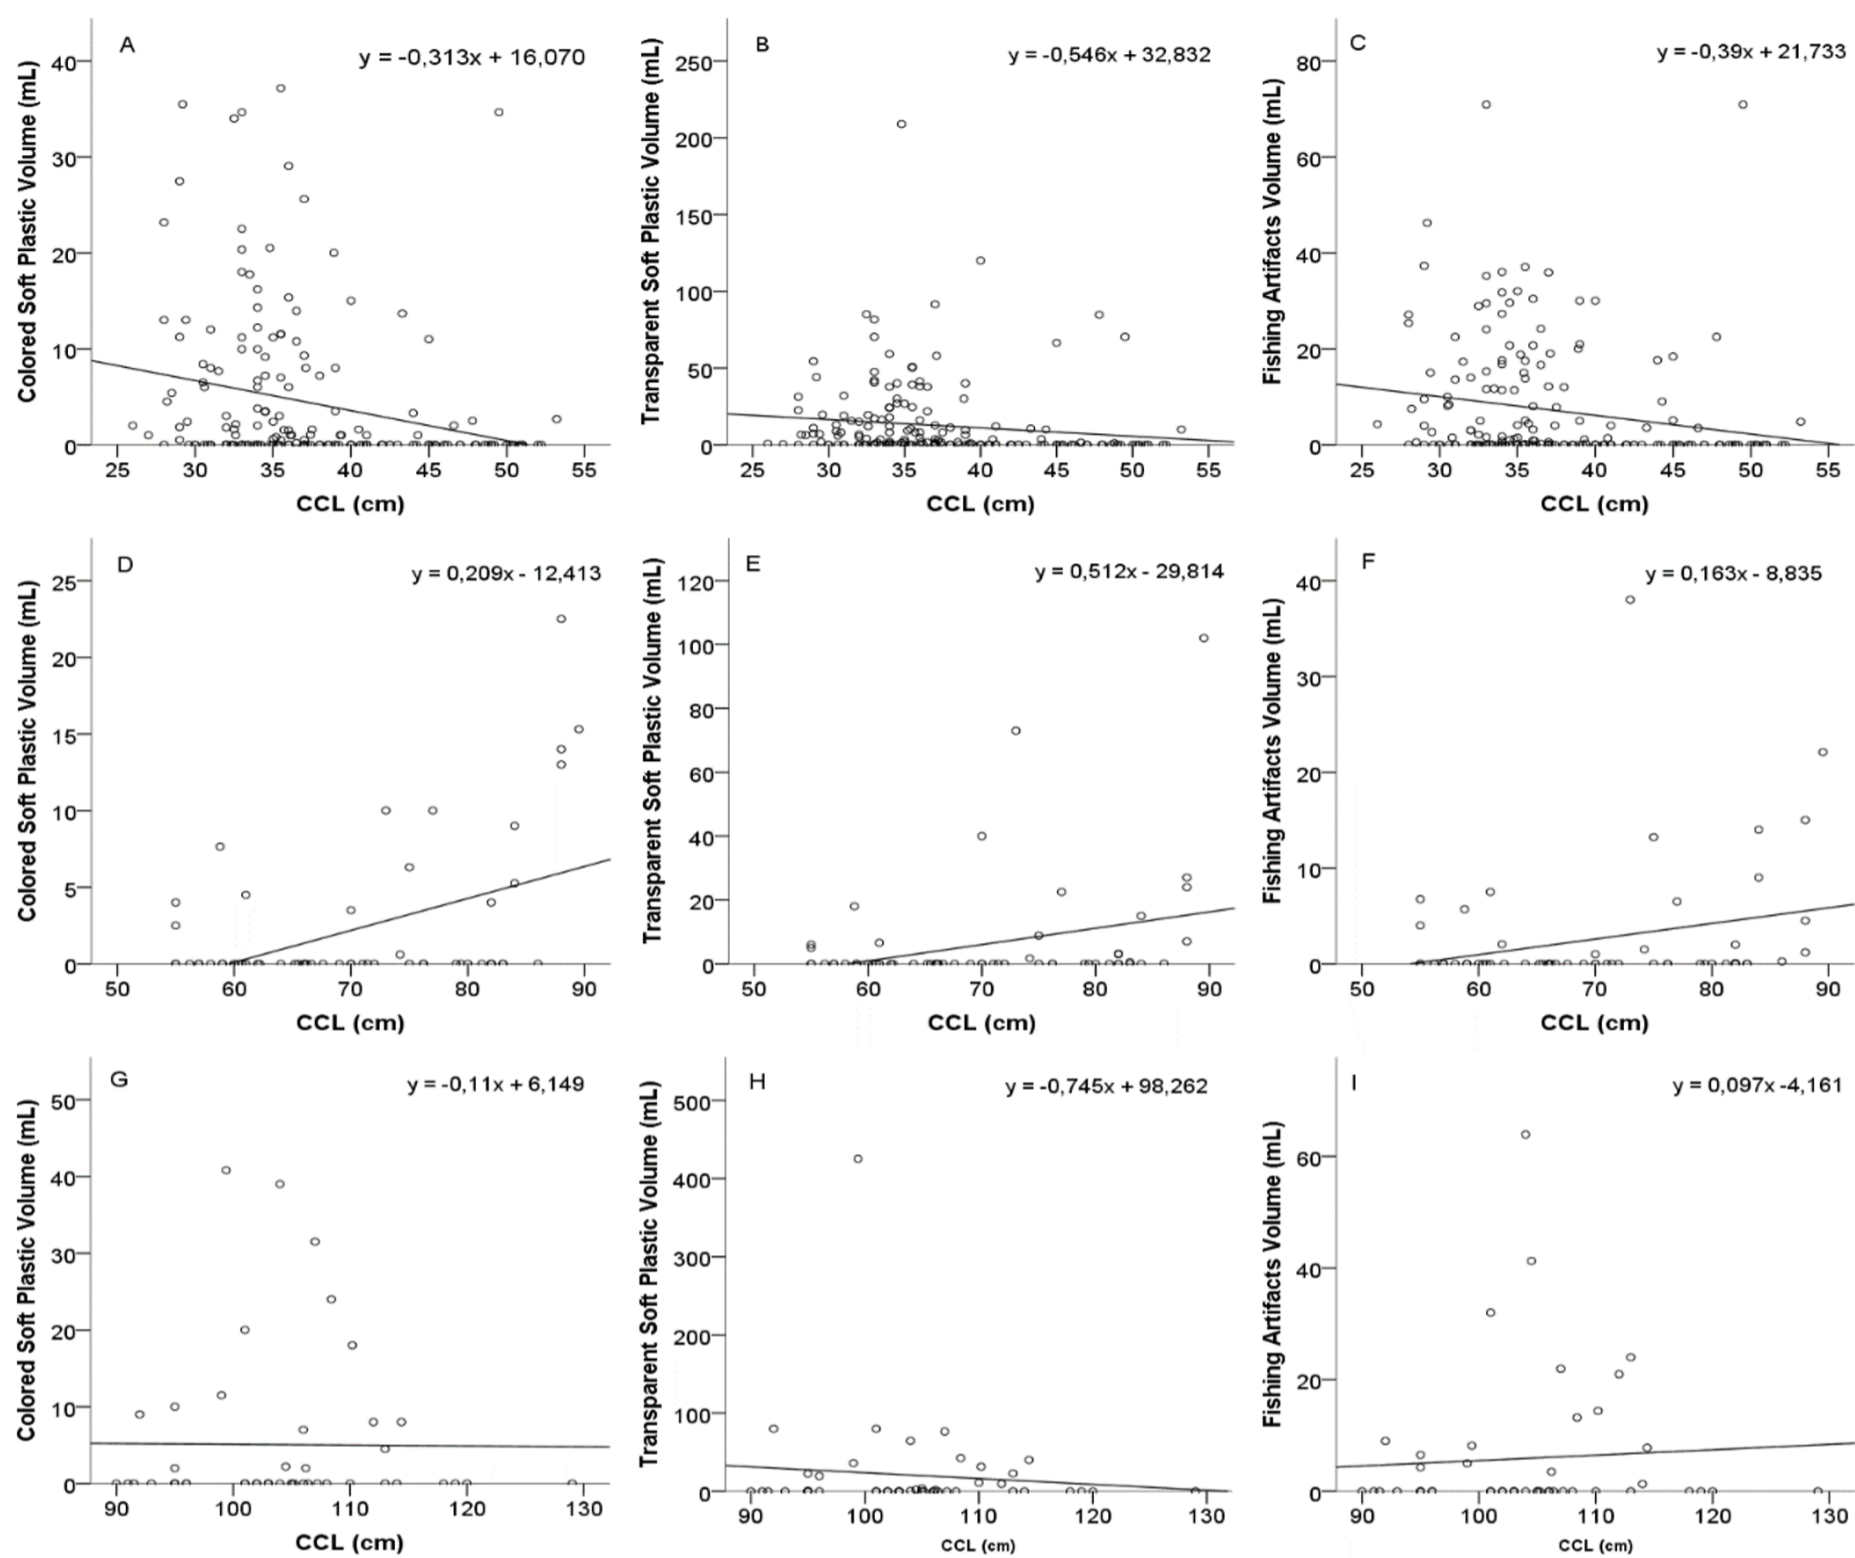 A
y = -0,313x + 16,070
Colored Soft Plastic Volume (mL)
40
30
20
10
0
25 30 35 40 45 50 55
CCL (cm)
B
y = -0,546x + 32,832
Transparent Soft Plastic Volume (mL)
250
200
150
100
50
0
25 30 35 40 45 50 55
CCL (cm)
C
y = -0,39x + 21,733
Fishing Artifacts Volume (mL)
80
60
40
20
0
25 30 35 40 45 50 55
CCL (cm)
D
y = 0,209x - 12,413
Colored Soft Plastic Volume (mL)
25
20
15
10
5
0
50 60 70 80 90
CCL (cm)
E
y = 0,512x - 29,814
Transparent Soft Plastic Volume (mL)
120
100
80
60
40
20
0
50 60 70 80 90
CCL (cm)
F
y = 0,163x - 8,835
Fishing Artifacts Volume (mL)
40
30
20
10
0
50 60 70 80 90
CCL (cm)
G
y = -0,11x + 6,149
Colored Soft Plastic Volume (mL)
50
40
30
20
10
0
90 100 110 120 130
CCL (cm)
H
y = -0,745x + 98,262
Transparent Soft Plastic Volume (mL)
500
400
300
200
100
0
90 100 110 120 130
CCL (cm)
I
y = 0,097x -4,161
Fishing Artifacts Volume (mL)
60
40
20
0
90 100 110 120 130
CCL (cm)